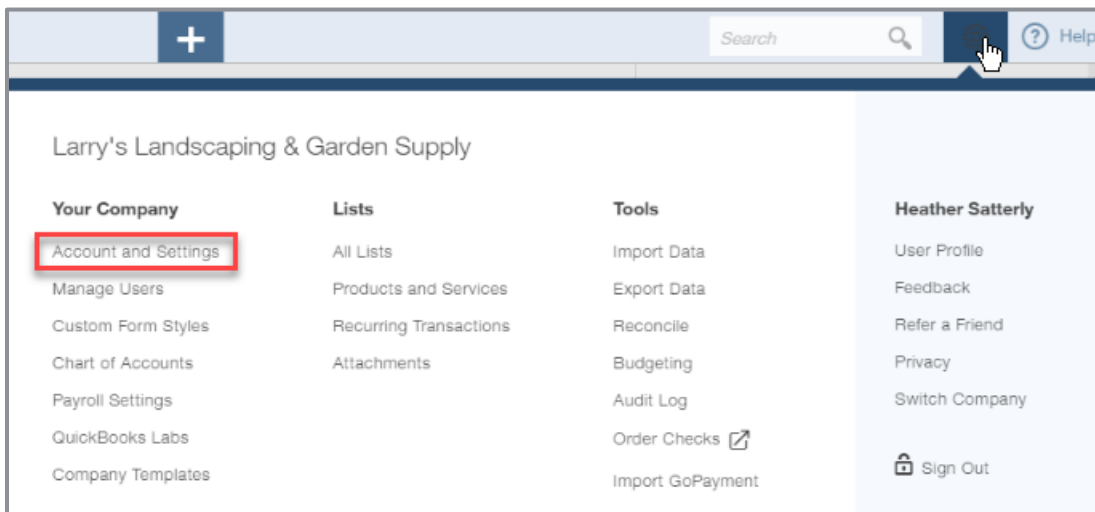 +
Search
? Help
Larry's Landscaping & Garden Supply
Your Company
Account and Settings
Manage Users
Custom Form Styles
Chart of Accounts
Payroll Settings
QuickBooks Labs
Company Templates
Lists
All Lists
Products and Services
Recurring Transactions
Attachments
Tools
Import Data
Export Data
Reconcile
Budgeting
Audit Log
Order Checks
Import GoPayment
Heather Satterly
User Profile
Feedback
Refer a Friend
Privacy
Switch Company
Sign Out